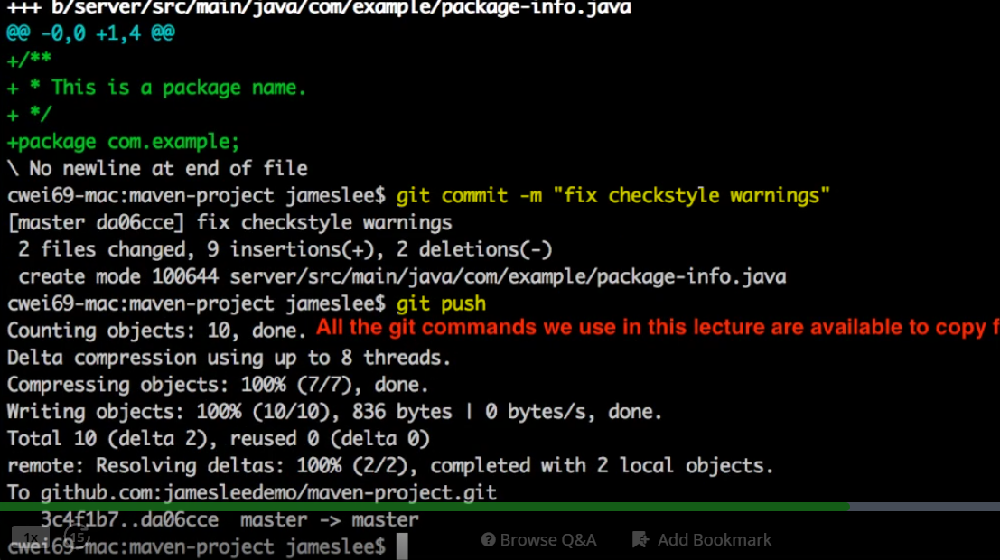 +++ b/server/src/main/java/com/example/package-info.java
@@ -0,0 +1,4 @@
+/**
+ * This is a package name.
+ */
+package com.example;
\ No newline at end of file
cwei69-mac:maven-project jameslee$ git commit -m "fix checkstyle warnings"
[master da06cce] fix checkstyle warnings
 2 files changed, 9 insertions(+), 2 deletions(-)
 create mode 100644 server/src/main/java/com/example/package-info.java
cwei69-mac:maven-project jameslee$ git push
Counting objects: 10, done. All the git commands we use in this lecture are available to copy f
Delta compression using up to 8 threads.
Compressing objects: 100% (7/7), done.
Writing objects: 100% (10/10), 836 bytes | 0 bytes/s, done.
Total 10 (delta 2), reused 0 (delta 0)
remote: Resolving deltas: 100% (2/2), completed with 2 local objects.
To github.com:jamesleedemo/maven-project.git
   3c4f1b7..da06cce  master -> master
1x 15 Browse Q&A Add Bookmark
cwei69-mac:maven-project jameslee$